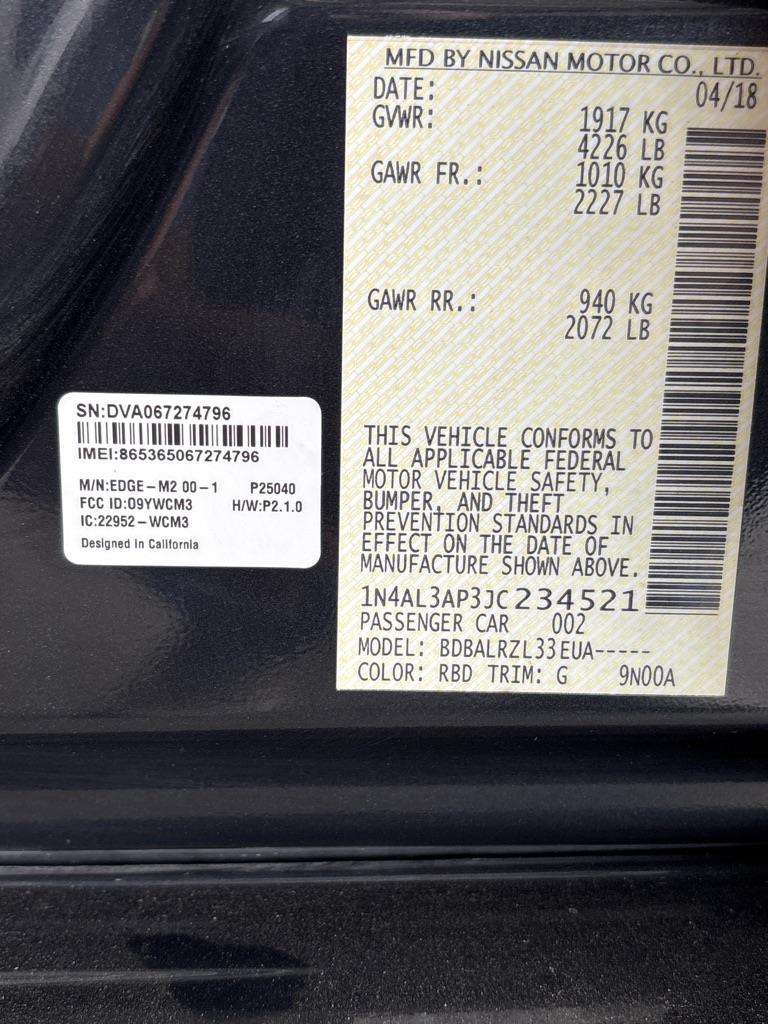 MFD BY NISSAN MOTOR CO., LTD.
DATE: 04/18
GVWR: 1917 KG
4226 LB
GAWR FR.: 1010 KG
2227 LB
GAWR RR.: 940 KG
2072 LB
THIS VEHICLE CONFORMS TO
ALL APPLICABLE FEDERAL
MOTOR VEHICLE SAFETY,
BUMPER, AND THEFT
PREVENTION STANDARDS IN
EFFECT ON THE DATE OF
MANUFACTURE SHOWN ABOVE.
1N4AL3AP3JC234521
PASSENGER CAR 002
MODEL: BDBALRZL33EUA-----
COLOR: RBD TRIM: G 9N00A
SN:DVA067274796
IMEI:865365067274796
M/N:EDGE-M2 00-1 P25040
FCC ID:O9YWCM3 H/W:P2.1.0
IC:22952-WCM3
Designed in California